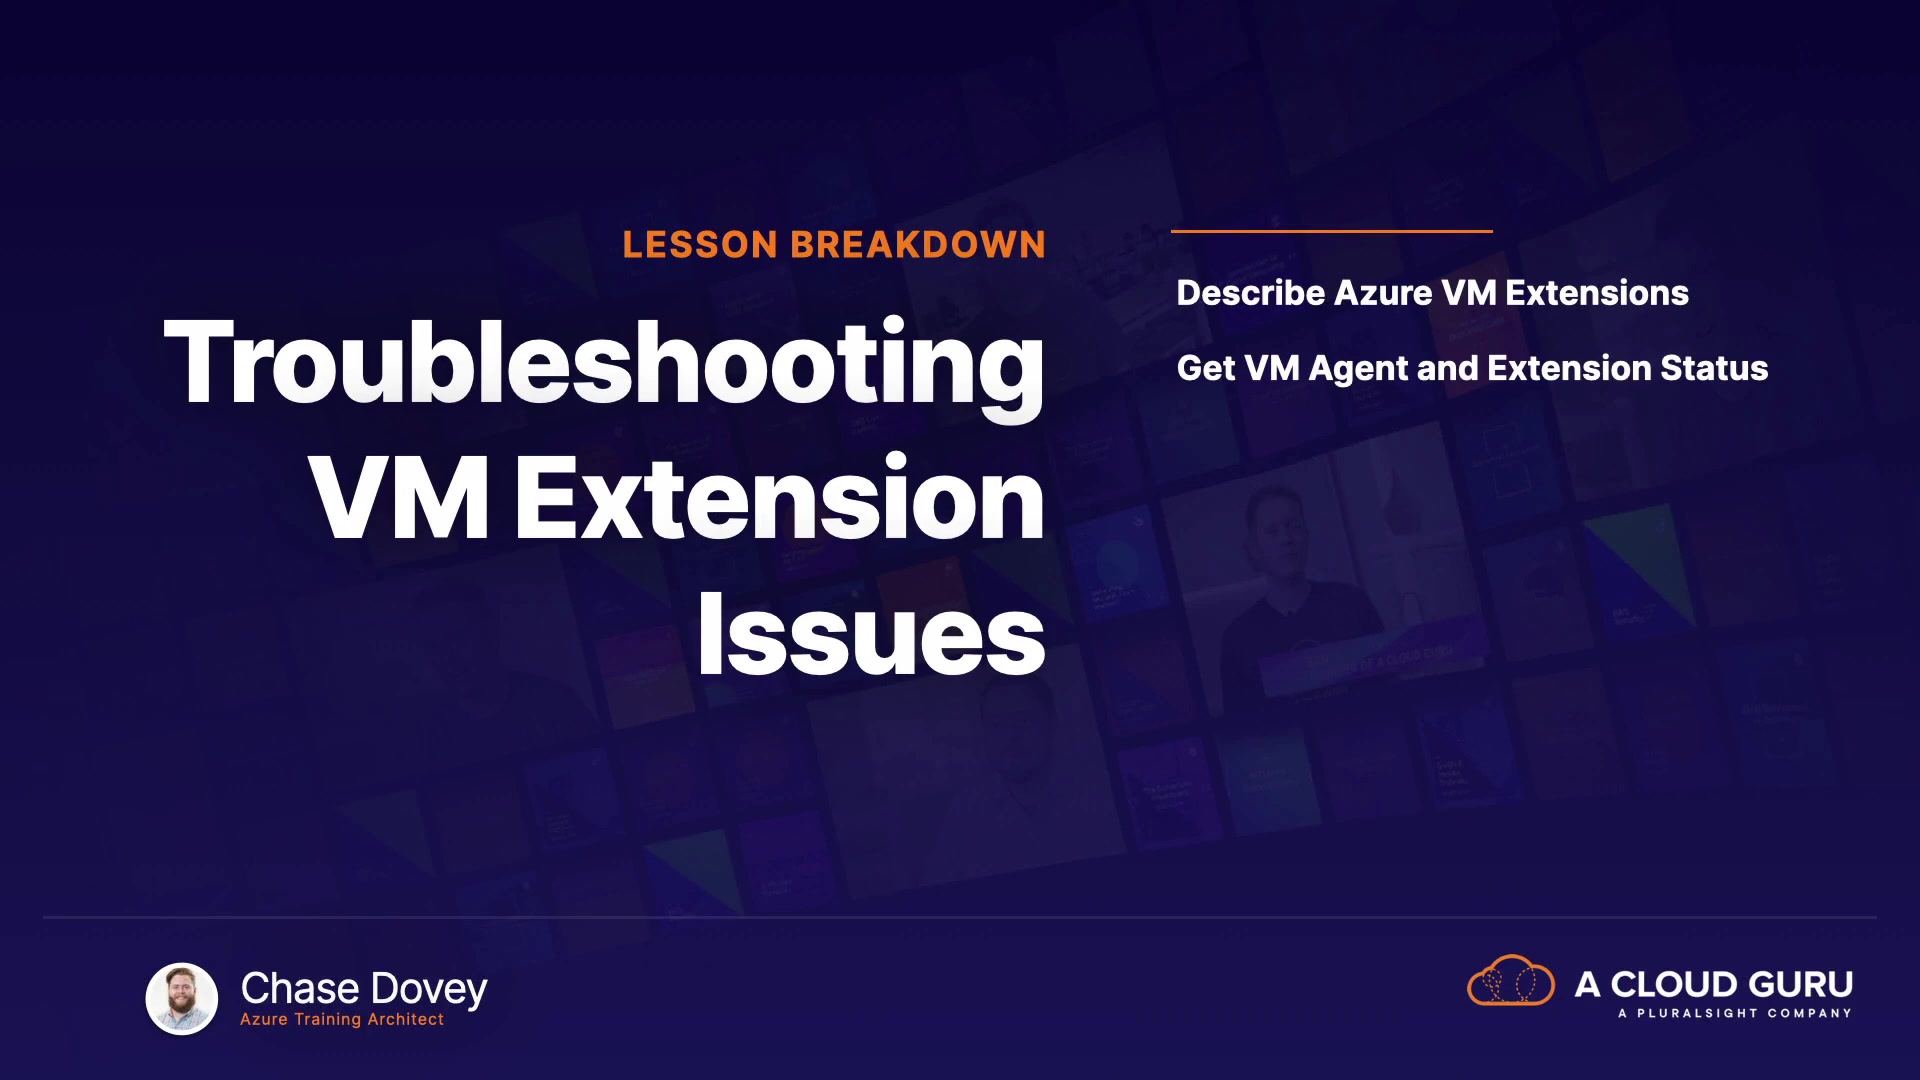 LESSON BREAKDOWN
Troubleshooting
VM Extension
Issues
Describe Azure VM Extensions
Get VM Agent and Extension Status
Chase Dovey
Azure Training Architect
A CLOUD GURU
A PLURALSIGHT COMPANY